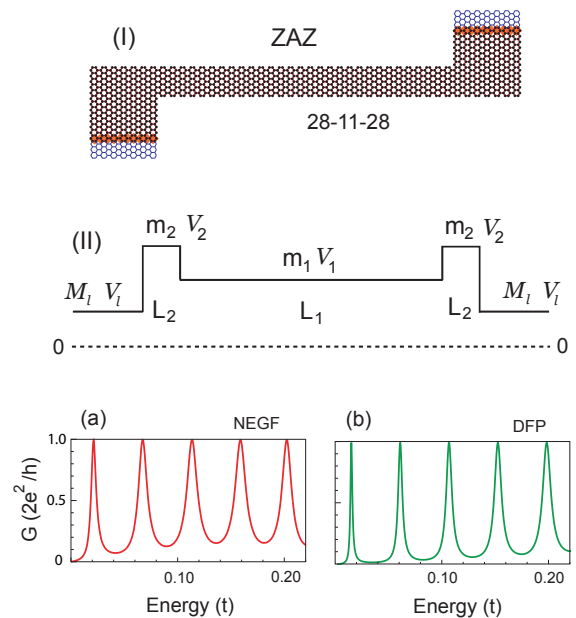 (I) ZAZ
28-11-28
(II)
m₂ V₂ m₂ V₂
m₁ V₁
Mₗ Vₗ Mₗ Vₗ
L₂ L₁ L₂
0 0
(a) NEGF (b) DFP
1.0
0.5
0
G (2e²/h)
0.10 0.20 0.10 0.20
Energy (t) Energy (t)